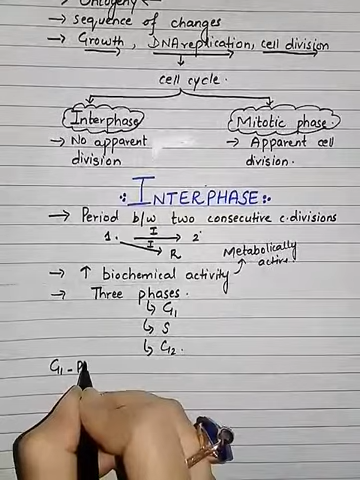 → Ontogeny
→ sequence of changes
→ Growth, DNA replication, cell division
cell cycle.
Interphase Mitotic phase.
→ No apparent division → Apparent cell division.
:INTERPHASE:
→ Period b/w two consecutive c.divisions
1. I→ 2
I→ R
Metabolically active.
→ ↑ biochemical activity
→ Three phases.
↳ G1
↳ S
↳ G2.
G1 - P